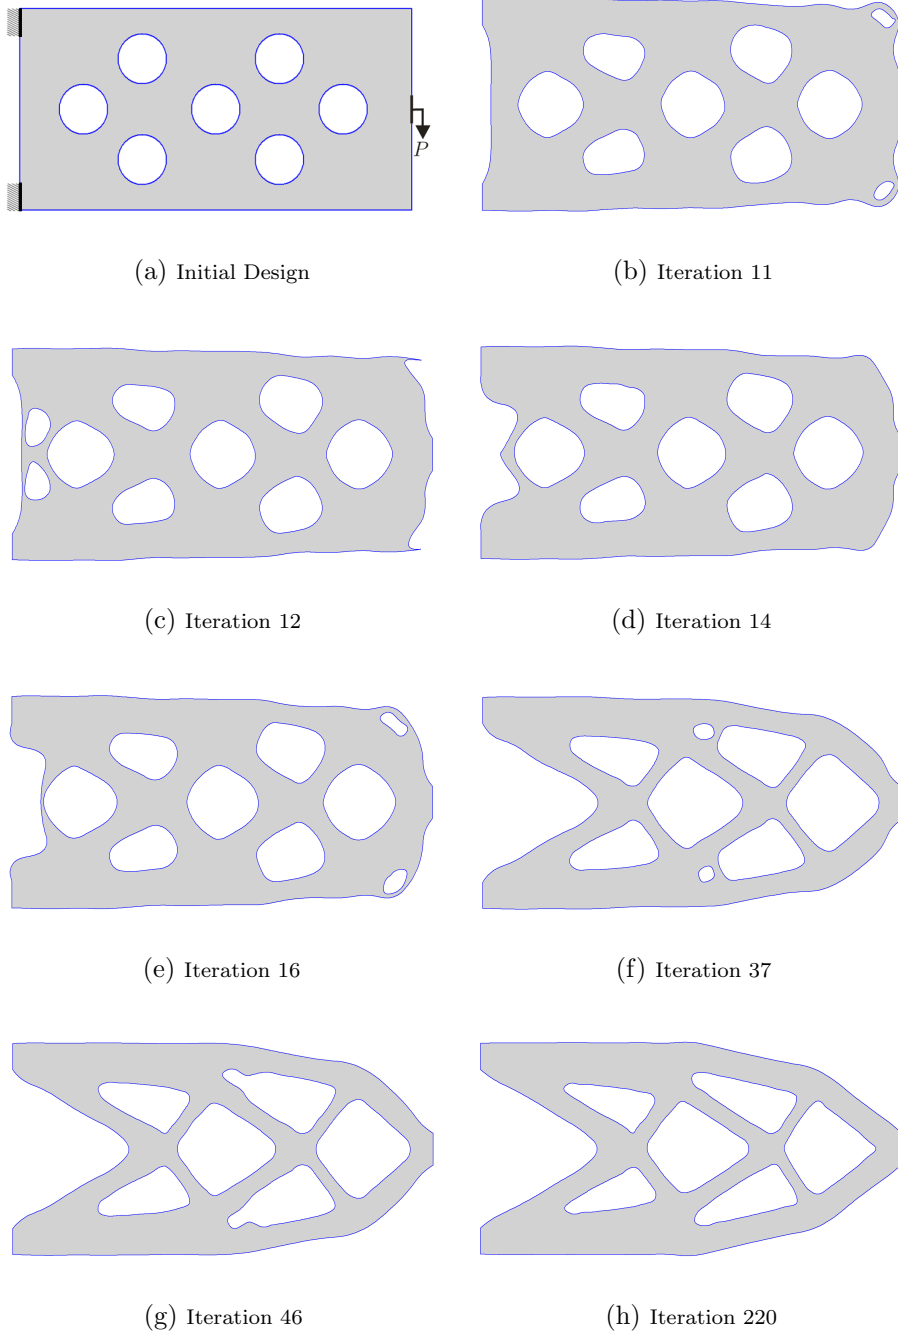 P
(a) Initial Design
(b) Iteration 11
(c) Iteration 12
(d) Iteration 14
(e) Iteration 16
(f) Iteration 37
(g) Iteration 46
(h) Iteration 220